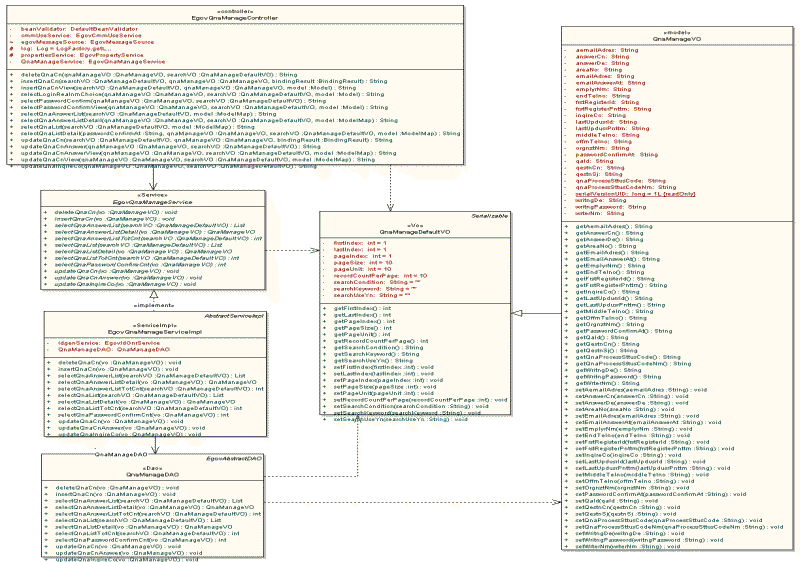 «controller»
EgovQnaManageController
- beanValidator: DefaultBeanValidator
- cmmUseService: EgovCmmUseService
~ egovMessageSource: EgovMessageSource
# log: Log = LogFactory.getL...
# propertiesService: EgovPropertyService
- QnaManageService: EgovQnaManageService
+ deleteQnaCn(qnaManageVO :QnaManageVO, searchVO :QnaManageDefaultVO) : String
+ insertQnaCn(searchVO :QnaManageDefaultVO, qnaManageVO :QnaManageVO, bindingResult :BindingResult) : String
+ insertQnaCnView(searchVO :QnaManageDefaultVO, qnaManageVO :QnaManageVO, model :Model) : String
+ selectLoginRealnmChoice(qnaManageVO :QnaManageVO, searchVO :QnaManageDefaultVO, model :Model) : String
+ selectPasswordConfirm(qnaManageVO :QnaManageVO, searchVO :QnaManageDefaultVO, model :Model) : String
+ selectPasswordConfirmView(qnaManageVO :QnaManageVO, searchVO :QnaManageDefaultVO, model :Model) : String
+ selectQnaAnswerList(searchVO :QnaManageDefaultVO, model :ModelMap) : String
+ selectQnaAnswerListDetail(qnaManageVO :QnaManageVO, searchVO :QnaManageDefaultVO, model :ModelMap) : String
+ selectQnaList(searchVO :QnaManageDefaultVO, model :ModelMap) : String
+ selectQnaListDetail(passwordConfirmAt :String, qnaManageVO :QnaManageVO, searchVO :QnaManageDefaultVO, model :ModelMap) : String
+ updateQnaCn(searchVO :QnaManageDefaultVO, qnaManageVO :QnaManageVO, bindingResult :BindingResult) : String
+ updateQnaCnAnswer(qnaManageVO :QnaManageVO, searchVO :QnaManageDefaultVO) : String
+ updateQnaCnAnswerView(qnaManageVO :QnaManageVO, searchVO :QnaManageDefaultVO, model :ModelMap) : String
+ updateQnaCnView(qnaManageVO :QnaManageVO, searchVO :QnaManageDefaultVO, model :ModelMap) : String
+ updateQnaInqireCo(qnaManageVO :QnaManageVO, searchVO :QnaManageDefaultVO) : String
«Service»
EgovQnaManageService
+ deleteQnaCn(vo :QnaManageVO) : void
+ insertQnaCn(vo :QnaManageVO) : void
+ selectQnaAnswerList(searchVO :QnaManageDefaultVO) : List
+ selectQnaAnswerListDetail(vo :QnaManageVO) : QnaManageVO
+ selectQnaAnswerListTotCnt(searchVO :QnaManageDefaultVO) : int
+ selectQnaList(searchVO :QnaManageDefaultVO) : List
+ selectQnaListDetail(vo :QnaManageVO) : QnaManageVO
+ selectQnaListTotCnt(searchVO :QnaManageDefaultVO) : int
+ selectQnaPasswordConfirmCnt(vo :QnaManageVO) : int
+ updateQnaCn(vo :QnaManageVO) : void
+ updateQnaCnAnswer(vo :QnaManageVO) : void
+ updateQnaInqireCo(vo :QnaManageVO) : void
«implement»
AbstractServiceImpl
«ServiceImpl»
EgovQnaManageServiceImpl
- idgenService: EgovIdGnrService
- QnaManageDAO: QnaManageDAO
+ deleteQnaCn(vo :QnaManageVO) : void
+ insertQnaCn(vo :QnaManageVO) : void
+ selectQnaAnswerList(searchVO :QnaManageDefaultVO) : List
+ selectQnaAnswerListDetail(vo :QnaManageVO) : QnaManageVO
+ selectQnaAnswerListTotCnt(searchVO :QnaManageDefaultVO) : int
+ selectQnaList(searchVO :QnaManageDefaultVO) : List
+ selectQnaListDetail(vo :QnaManageVO) : QnaManageVO
+ selectQnaListTotCnt(searchVO :QnaManageDefaultVO) : int
+ selectQnaPasswordConfirmCnt(vo :QnaManageVO) : int
+ updateQnaCn(vo :QnaManageVO) : void
+ updateQnaCnAnswer(vo :QnaManageVO) : void
+ updateQnaInqireCo(vo :QnaManageVO) : void
QnaManageDAO
EgovAbstractDAO
«Dao»
QnaManageDAO
+ deleteQnaCn(vo :QnaManageVO) : void
+ insertQnaCn(vo :QnaManageVO) : void
+ selectQnaAnswerList(searchVO :QnaManageDefaultVO) : List
+ selectQnaAnswerListDetail(vo :QnaManageVO) : QnaManageVO
+ selectQnaAnswerListTotCnt(searchVO :QnaManageDefaultVO) : int
+ selectQnaList(searchVO :QnaManageDefaultVO) : List
+ selectQnaListDetail(vo :QnaManageVO) : QnaManageVO
+ selectQnaListTotCnt(searchVO :QnaManageDefaultVO) : int
+ selectQnaPasswordConfirmCnt(vo :QnaManageVO) : int
+ updateQnaCn(vo :QnaManageVO) : void
+ updateQnaCnAnswer(vo :QnaManageVO) : void
+ updateQnaInqireCo(vo :QnaManageVO) : void
Serializable
«Vo»
QnaManageDefaultVO
- firstIndex: int = 1
- lastIndex: int = 1
- pageIndex: int = 1
- pageSize: int = 10
- pageUnit: int = 10
- recordCountPerPage: int = 10
- searchCondition: String = ""
- searchKeyword: String = ""
- searchUseYn: String = ""
+ getFirstIndex() : int
+ getLastIndex() : int
+ getPageIndex() : int
+ getPageSize() : int
+ getPageUnit() : int
+ getRecordCountPerPage() : int
+ getSearchCondition() : String
+ getSearchKeyword() : String
+ getSearchUseYn() : String
+ setFirstIndex(firstIndex :int) : void
+ setLastIndex(lastIndex :int) : void
+ setPageIndex(pageIndex :int) : void
+ setPageSize(pageSize :int) : void
+ setPageUnit(pageUnit :int) : void
+ setRecordCountPerPage(recordCountPerPage :int) : void
+ setSearchCondition(searchCondition :String) : void
+ setSearchKeyword(searchKeyword :String) : void
+ setSearchUseYn(searchUseYn :String) : void
«model»
QnaManageVO
- aemailAdres: String
- answerCn: String
- answerDe: String
- areaNo: String
- emailAdres: String
- emailAnswerAt: String
- emplyrNm: String
- endTelno: String
- frstRegisterId: String
- frstRegisterPnttm: String
- inqireCo: String
- lastUpdusrId: String
- lastUpdusrPnttm: String
- middleTelno: String
- offmTelno: String
- orgnztNm: String
- passwordConfirmAt: String
- qaId: String
- qestnCn: String
- qestnSj: String
- qnaProcessSttusCode: String
- qnaProcessSttusCodeNm: String
- serialVersionUID: long = 1L {readOnly}
- writngDe: String
- writngPassword: String
- wrterNm: String
+ getAemailAdres() : String
+ getAnswerCn() : String
+ getAnswerDe() : String
+ getAreaNo() : String
+ getEmailAdres() : String
+ getEmailAnswerAt() : String
+ getEmplyrNm() : String
+ getEndTelno() : String
+ getFrstRegisterId() : String
+ getFrstRegisterPnttm() : String
+ getInqireCo() : String
+ getLastUpdusrId() : String
+ getLastUpdusrPnttm() : String
+ getMiddleTelno() : String
+ getOffmTelno() : String
+ getOrgnztNm() : String
+ getPasswordConfirmAt() : String
+ getQaId() : String
+ getQestnCn() : String
+ getQestnSj() : String
+ getQnaProcessSttusCode() : String
+ getQnaProcessSttusCodeNm() : String
+ getWritngDe() : String
+ getWritngPassword() : String
+ getWrterNm() : String
+ setAemailAdres(aemailAdres :String) : void
+ setAnswerCn(answerCn :String) : void
+ setAnswerDe(answerDe :String) : void
+ setAreaNo(areaNo :String) : void
+ setEmailAdres(emailAdres :String) : void
+ setEmailAnswerAt(emailAnswerAt :String) : void
+ setEmplyrNm(emplyrNm :String) : void
+ setEndTelno(endTelno :String) : void
+ setFrstRegisterId(frstRegisterId :String) : void
+ setFrstRegisterPnttm(frstRegisterPnttm :String) : void
+ setInqireCo(inqireCo :String) : void
+ setLastUpdusrId(lastUpdusrId :String) : void
+ setLastUpdusrPnttm(lastUpdusrPnttm :String) : void
+ setMiddleTelno(middleTelno :String) : void
+ setOffmTelno(offmTelno :String) : void
+ setOrgnztNm(orgnztNm :String) : void
+ setPasswordConfirmAt(passwordConfirmAt :String) : void
+ setQaId(qaId :String) : void
+ setQestnCn(qestnCn :String) : void
+ setQestnSj(qestnSj :String) : void
+ setQnaProcessSttusCode(qnaProcessSttusCode :String) : void
+ setQnaProcessSttusCodeNm(qnaProcessSttusCodeNm :String) : void
+ setWritngDe(writngDe :String) : void
+ setWritngPassword(writngPassword :String) : void
+ setWrterNm(wrterNm :String) : void